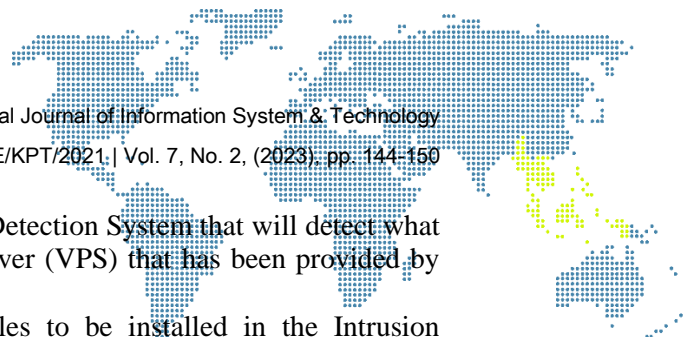 al Journal of Information System & Technology
E/KPT/2021 | Vol. 7, No. 2, (2023), pp. 144-150
Detection System that will detect what
ver (VPS) that has been provided by
les to be installed in the Intrusion